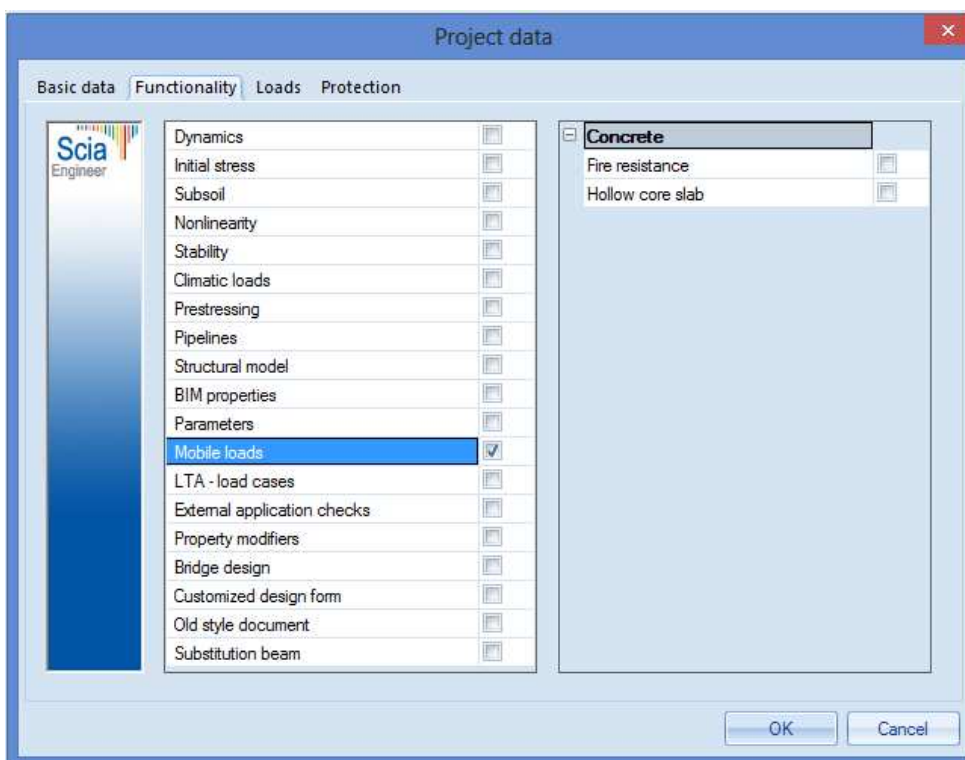 Project data
Basic data Functionality Loads Protection
Scia
Engineer
Dynamics
Initial stress
Subsoil
Nonlinearity
Stability
Climatic loads
Prestressing
Pipelines
Structural model
BIM properties
Parameters
Mobile loads
LTA - load cases
External application checks
Property modifiers
Bridge design
Customized design form
Old style document
Substitution beam
Concrete
Fire resistance
Hollow core slab
OK Cancel